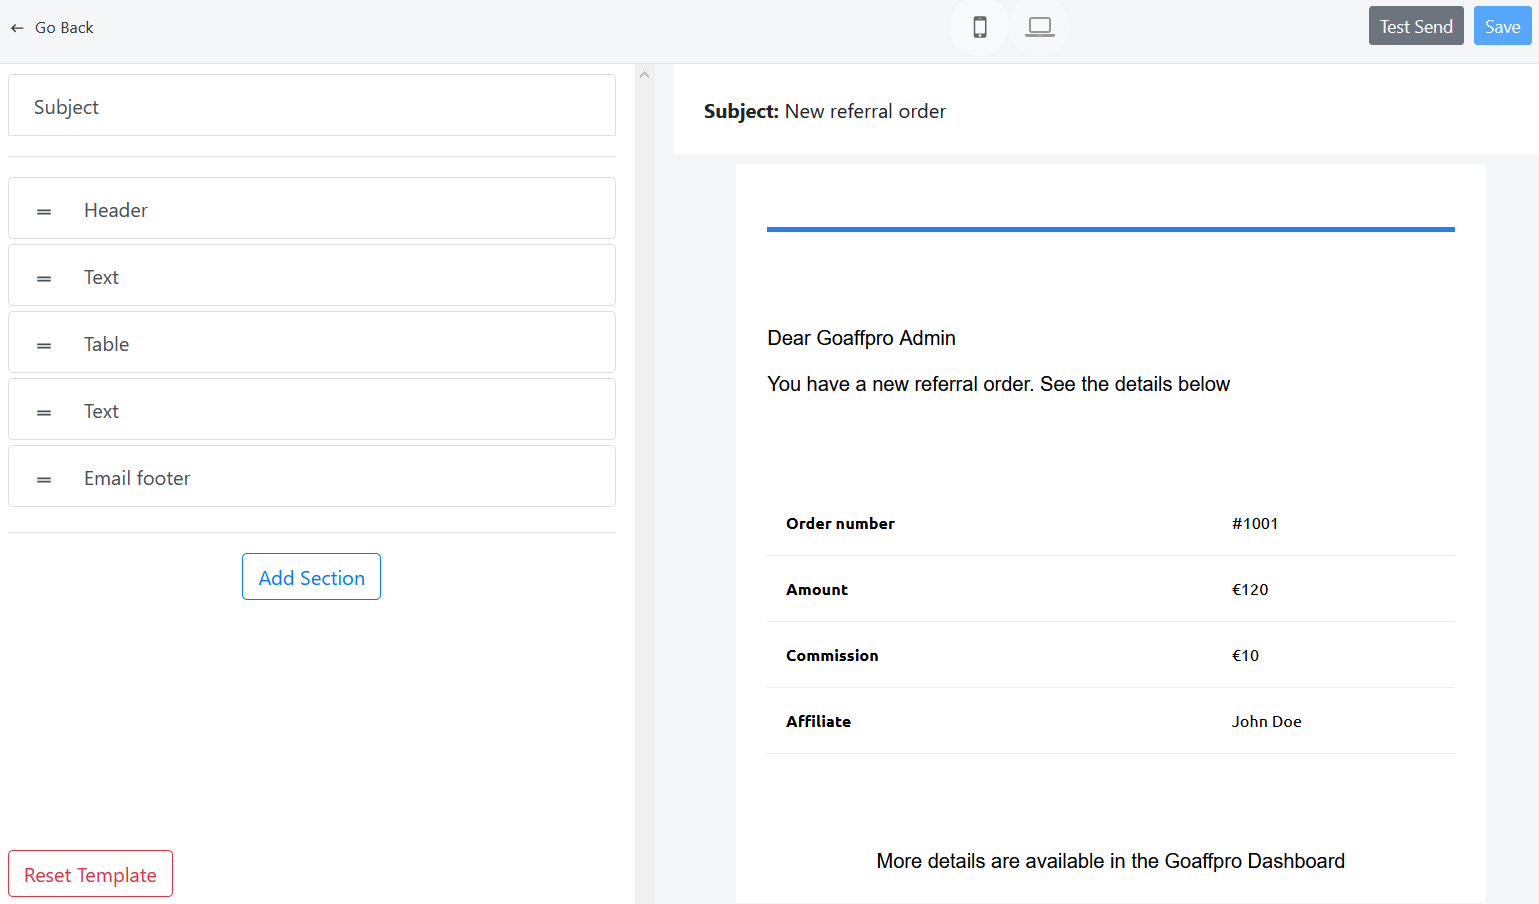 Go Back
Test Send
Save
Subject
Header
Text
Table
Text
Email footer
Add Section
Reset Template
Subject: New referral order
Dear Goaffpro Admin
You have a new referral order. See the details below
Order number #1001
Amount €120
Commission €10
Affiliate John Doe
More details are available in the Goaffpro Dashboard